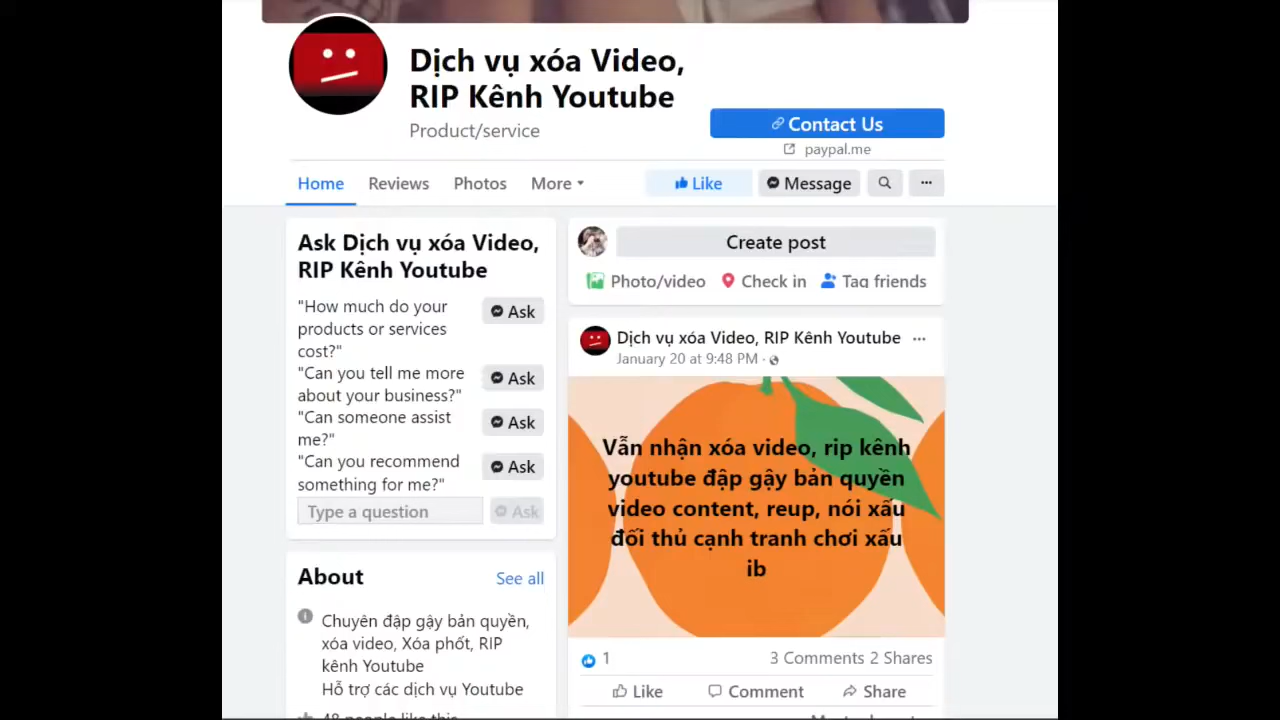 Dịch vụ xóa Video,
RIP Kênh Youtube
Product/service
Contact Us
paypal.me
Home Reviews Photos More
Like Message
Ask Dịch vụ xóa Video,
RIP Kênh Youtube
"How much do your
products or services
cost?"
Ask
"Can you tell me more
about your business?"
Ask
"Can someone assist
me?"
Ask
"Can you recommend
something for me?"
Ask
Type a question
Ask
About
See all
Chuyên đập gậy bản quyền,
xóa video, Xóa phốt, RIP
kênh Youtube
Hỗ trợ các dịch vụ Youtube
48 people like this
Create post
Photo/video Check in Tag friends
Dịch vụ xóa Video, RIP Kênh Youtube
January 20 at 9:48 PM
Vẫn nhận xóa video, rip kênh
youtube đập gậy bản quyền
video content, reup, nói xấu
đối thủ cạnh tranh chơi xấu
ib
1
3 Comments 2 Shares
Like Comment Share